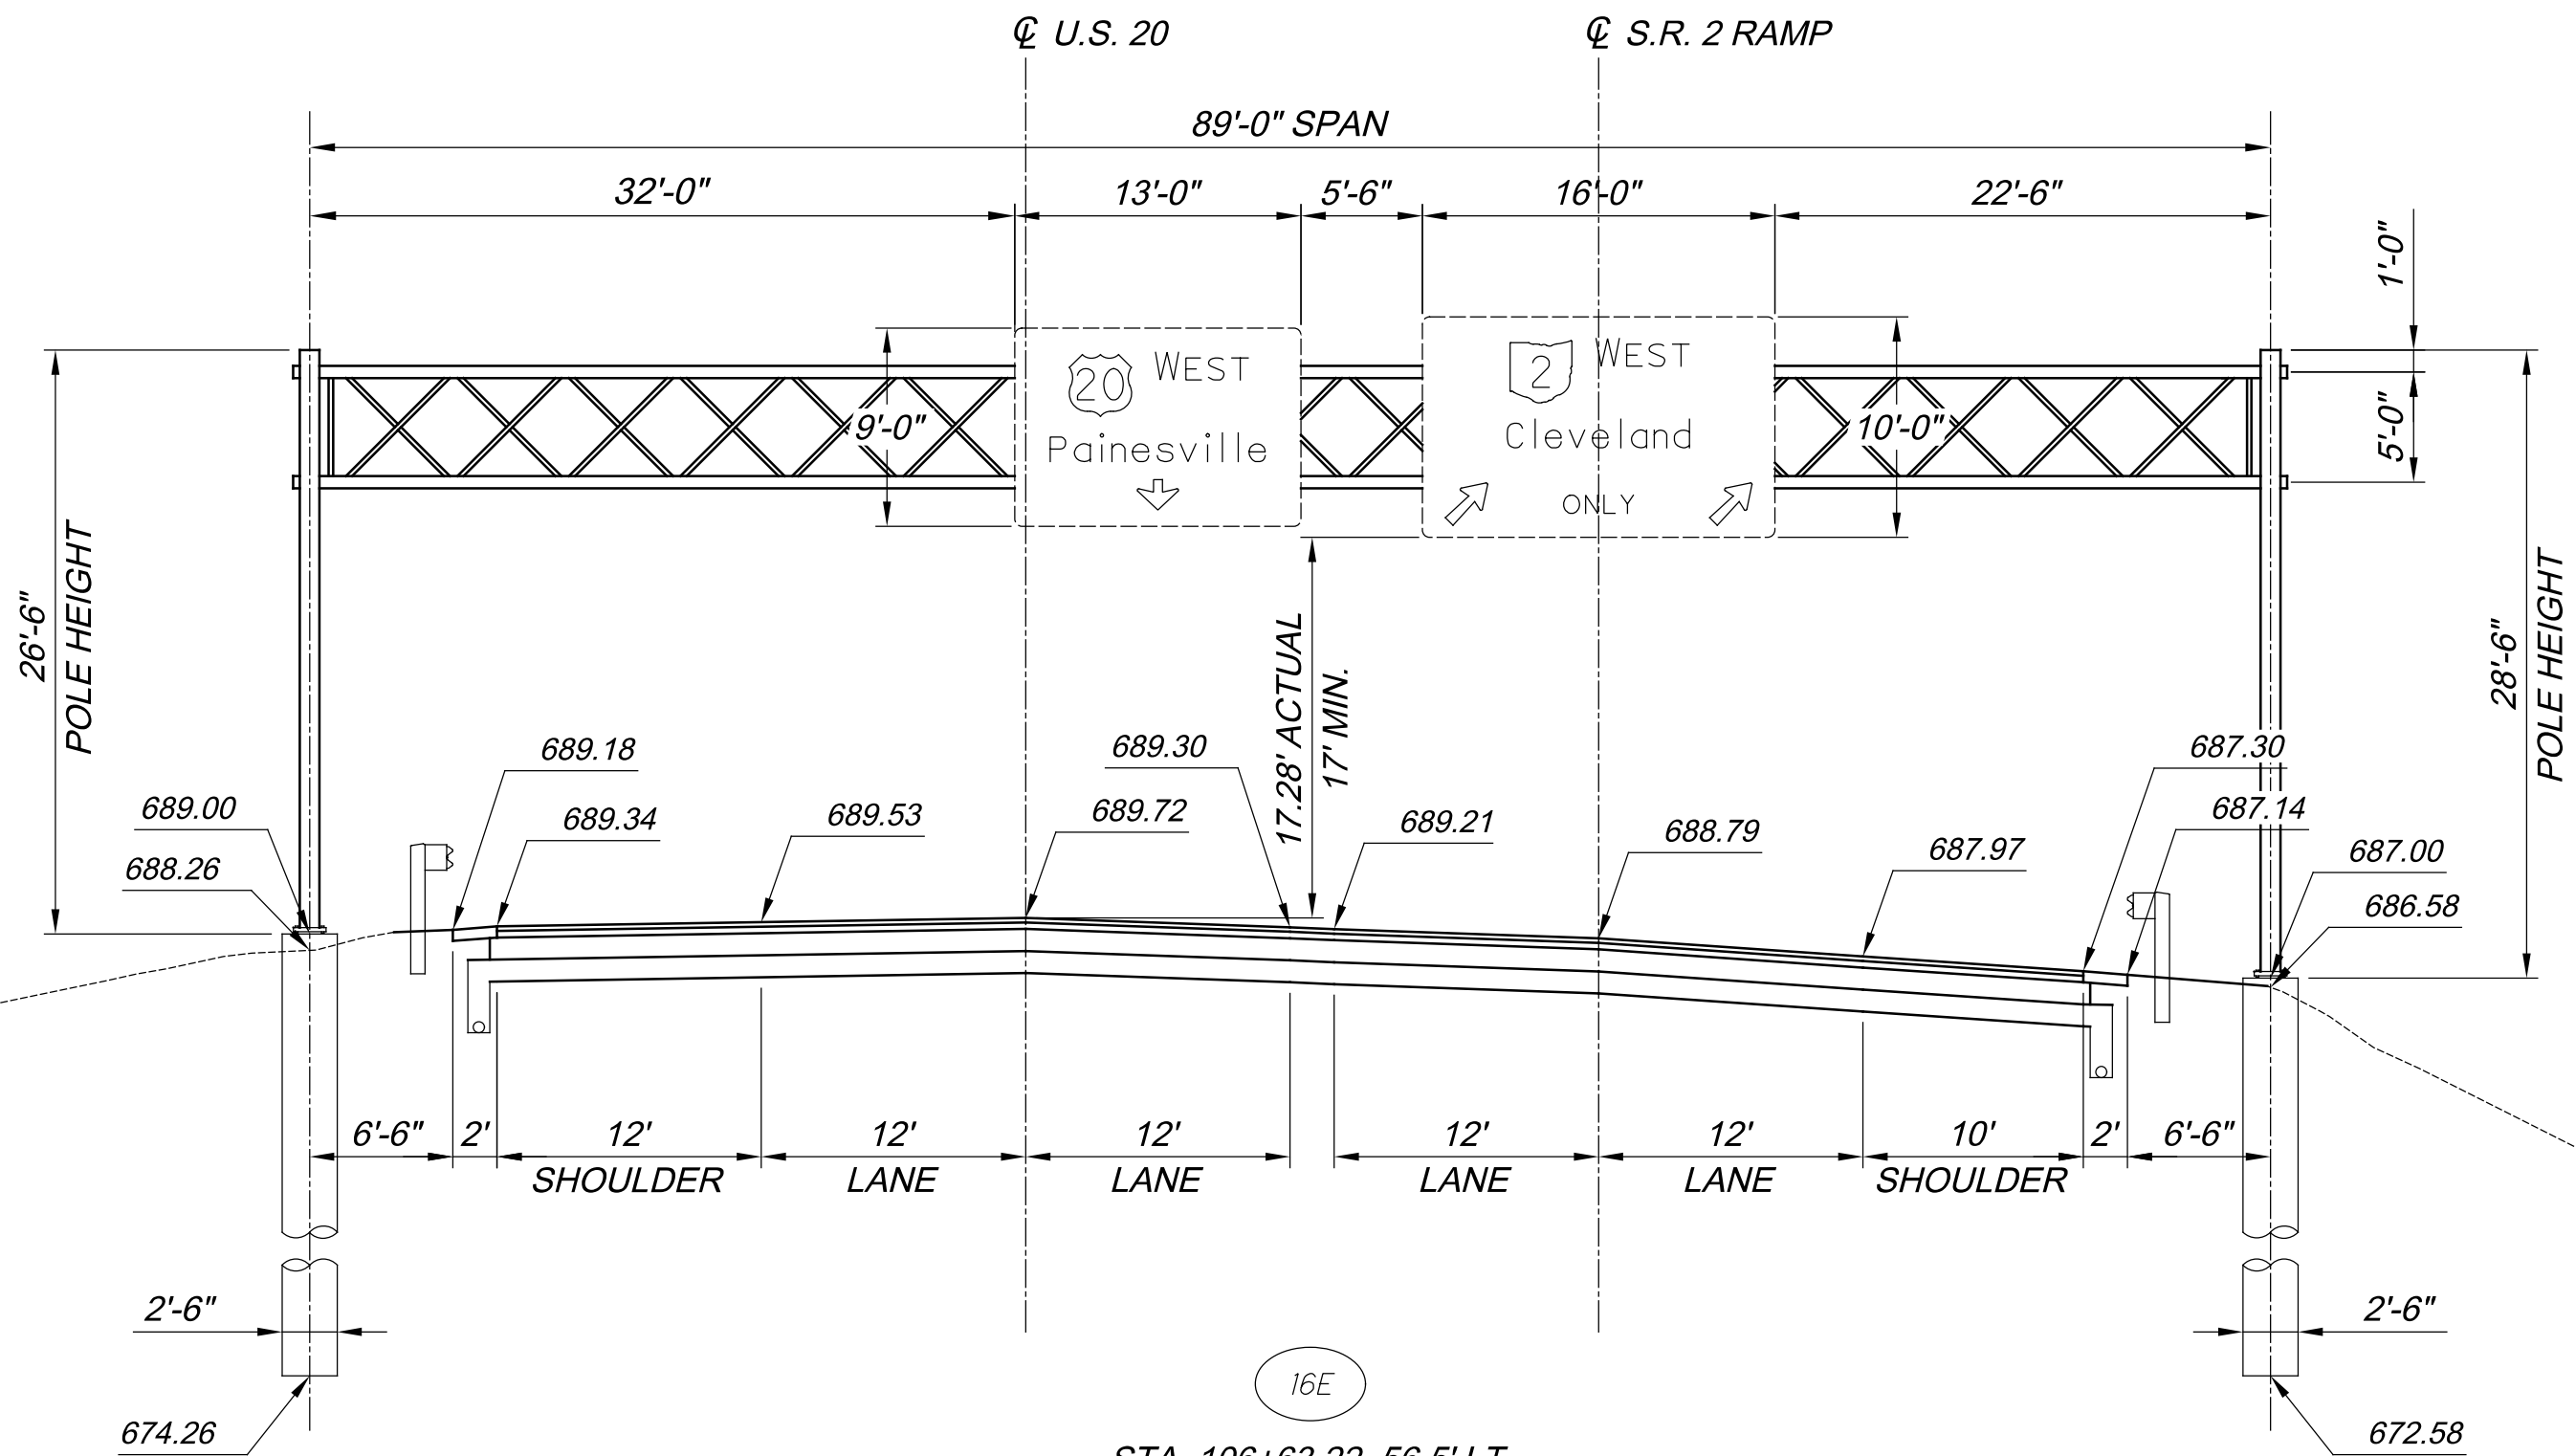 ℄ U.S. 20
℄ S.R. 2 RAMP
89'-0" SPAN
32'-0"
13'-0"
5'-6"
16'-0"
22'-6"
1'-0"
5'-0"
20 WEST
Painesville
2 WEST
Cleveland
ONLY
9'-0"
10'-0"
26'-6"
POLE HEIGHT
28'-6"
POLE HEIGHT
17.28' ACTUAL
17' MIN.
689.00
688.26
689.18
689.34
689.53
689.30
689.72
689.21
688.79
687.97
687.30
687.14
687.00
686.58
6'-6"
2'
12'
SHOULDER
12'
LANE
12'
LANE
12'
LANE
12'
LANE
10'
SHOULDER
2'
6'-6"
2'-6"
2'-6"
16E
674.26
672.58